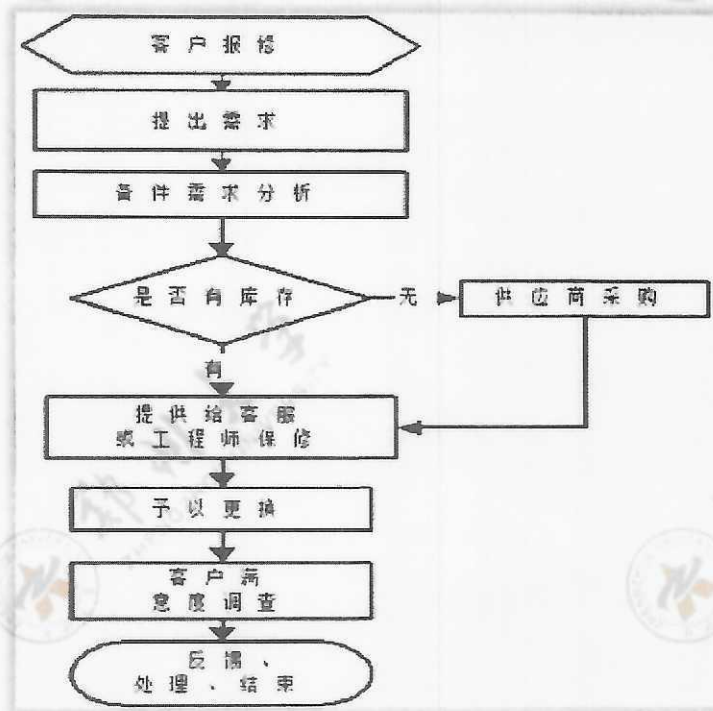 客户报修
提出需求
备件需求分析
是否有库存
无
供应商采购
有
提供给客服
或工程师保修
予以更换
客户满
意度调查
反馈、
处理、结束